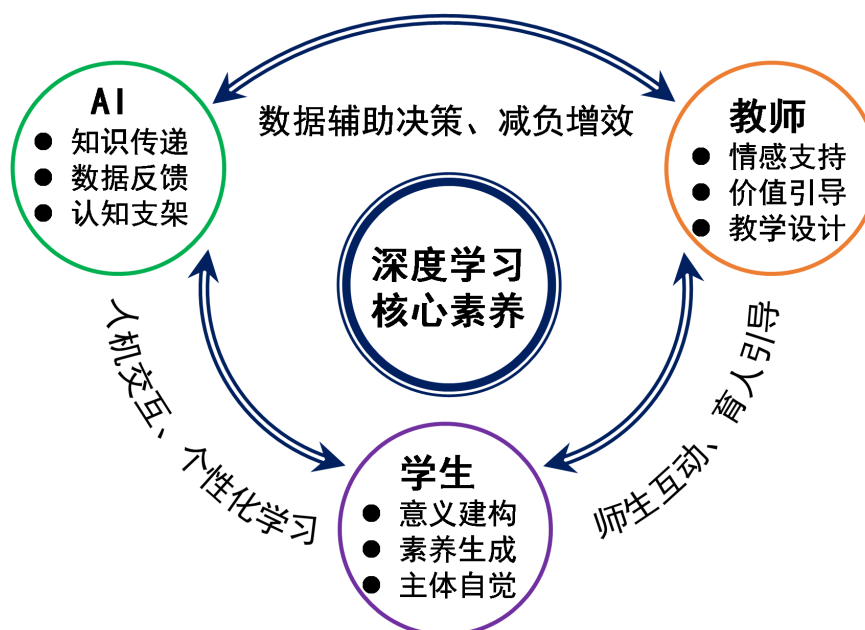 AI
知识传递
数据反馈
认知支架
数据辅助决策、减负增效
教师
情感支持
价值引导
教学设计
深度学习
核心素养
人机交互、个性化学习
师生互动、育人引导
学生
意义建构
素养生成
主体自觉